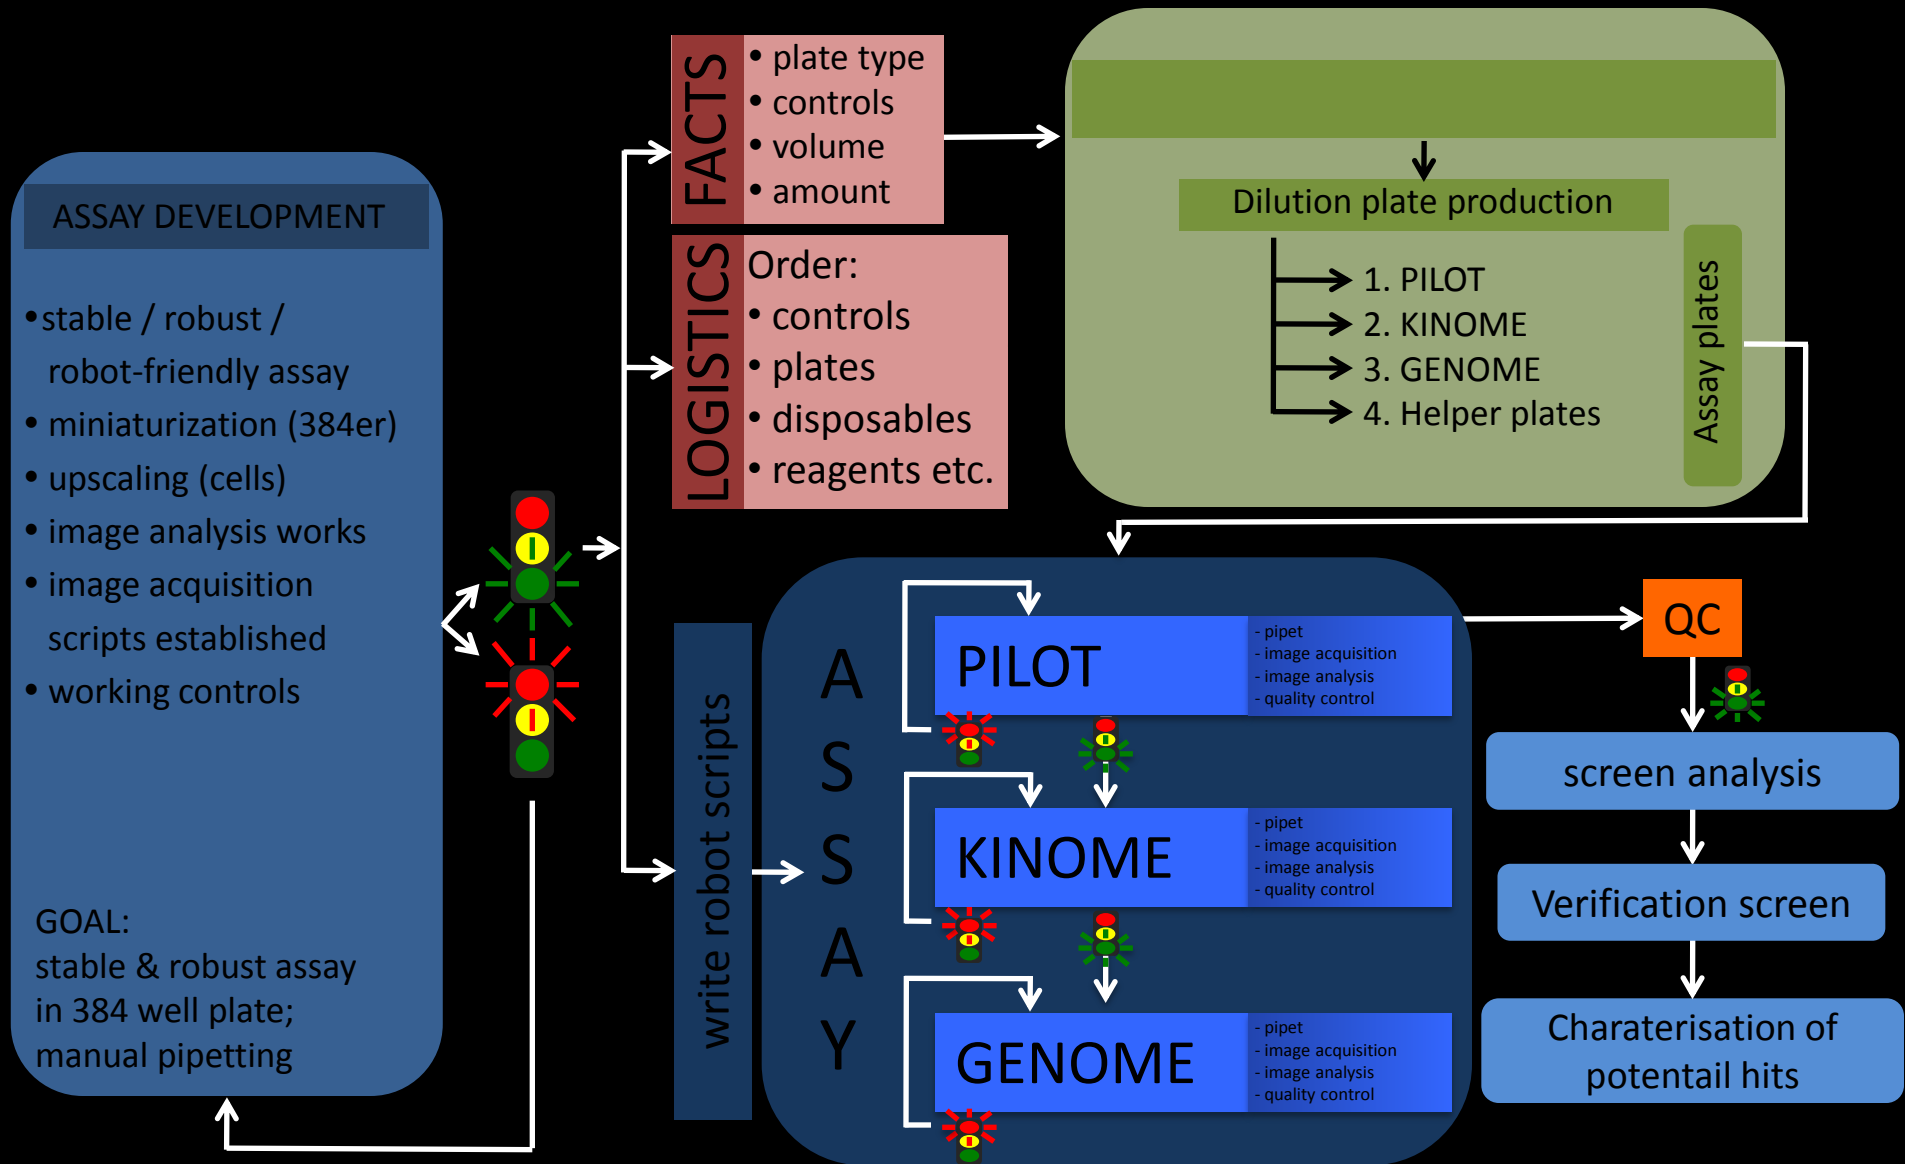 ASSAY DEVELOPMENT
• stable / robust /
robot-friendly assay
• miniaturization (384er)
• upscaling (cells)
• image analysis works
• image acquisition
scripts established
• working controls
GOAL:
stable & robust assay
in 384 well plate;
manual pipetting
FACTS
• plate type
• controls
• volume
• amount
LOGISTICS
Order:
• controls
• plates
• disposables
• reagents etc.
Dilution plate production
1. PILOT
2. KINOME
3. GENOME
4. Helper plates
Assay plates
write robot scripts
ASSAY
PILOT
- pipet
- image acquisition
- image analysis
- quality control
KINOME
- pipet
- image acquisition
- image analysis
- quality control
GENOME
- pipet
- image acquisition
- image analysis
- quality control
QC
screen analysis
Verification screen
Charaterisation of
potentail hits